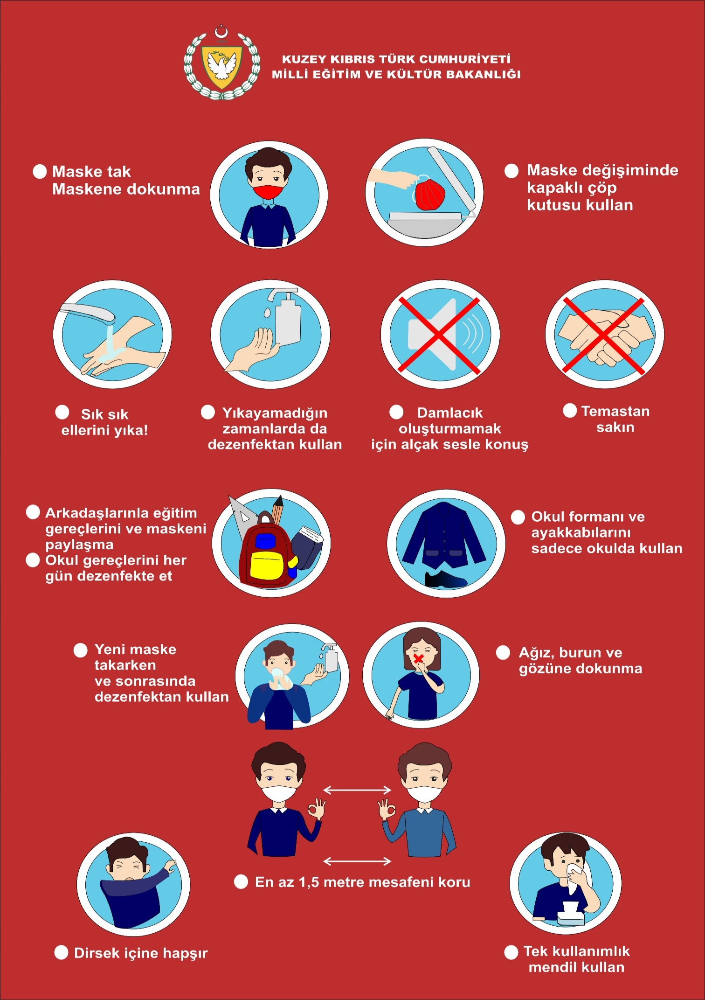 KUZEY KIBRIS TÜRK CUMHURİYETİ
MİLLİ EĞİTİM VE KÜLTÜR BAKANLIĞI
Maske tak
Maskene dokunma
Maske değişiminde
kapaklı çöp
kutusu kullan
Sık sık
ellerini yıka!
Yıkayamadığın
zamanlarda da
dezenfektan kullan
Damlacık
oluşturmamak
için alçak sesle konuş
Temastan
sakın
Arkadaşlarınla eğitim
gereçlerini ve maskeni
paylaşma
Okul gereçlerini her
gün dezenfekte et
Okul formanı ve
ayakkabılarını
sadece okulda kullan
Yeni maske
takarken
ve sonrasında
dezenfektan kullan
Ağız, burun ve
gözüne dokunma
En az 1,5 metre mesafeni koru
Dirsek içine hapşır
Tek kullanımlık
mendil kullan